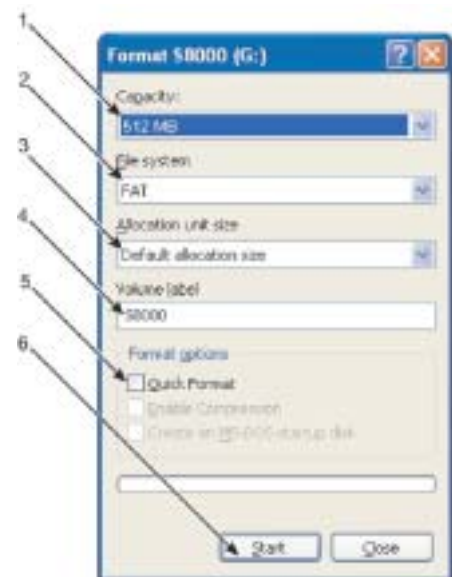 1
Format S8000 (G:)
2
Capacity:
512 MB
3
File system
FAT
4
Allocation unit size
Default allocation size
5
Volume label
S8000
6
Format options
Quick Format
Enable Compression
Create an MS-DOS startup disk
Start
Close